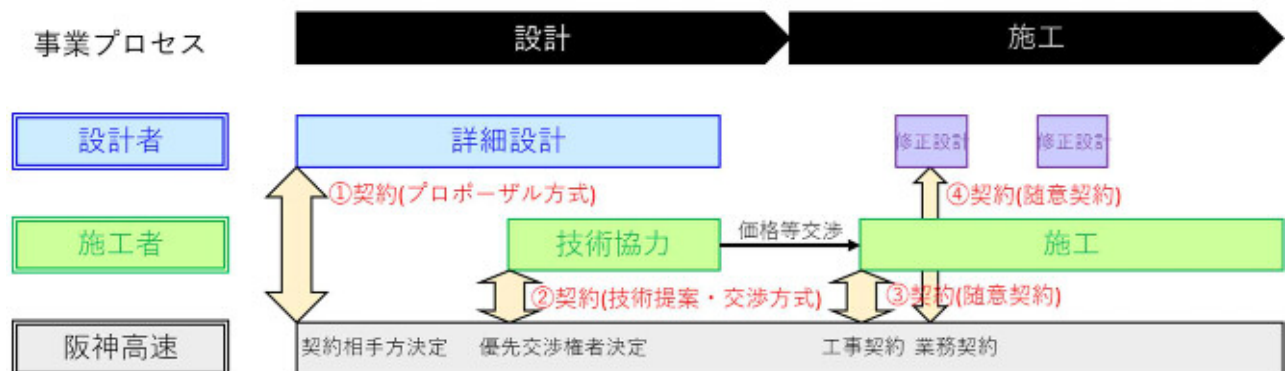 事業プロセス
設計
施工
設計者
詳細設計
修正設計
修正設計
①契約(プロポーザル方式)
④契約(随意契約)
施工者
技術協力
価格等交渉
施工
②契約(技術提案・交渉方式)
③契約(随意契約)
阪神高速
契約相手方決定
優先交渉権者決定
工事契約
業務契約